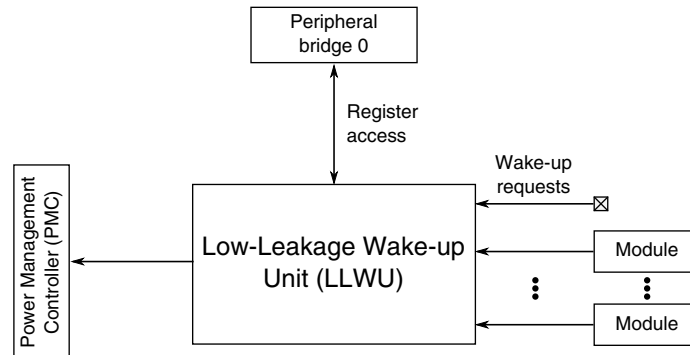 Peripheral
bridge 0
Register
access
Wake-up
requests
Power Management
Controller (PMC)
Low-Leakage Wake-up
Unit (LLWU)
Module
Module